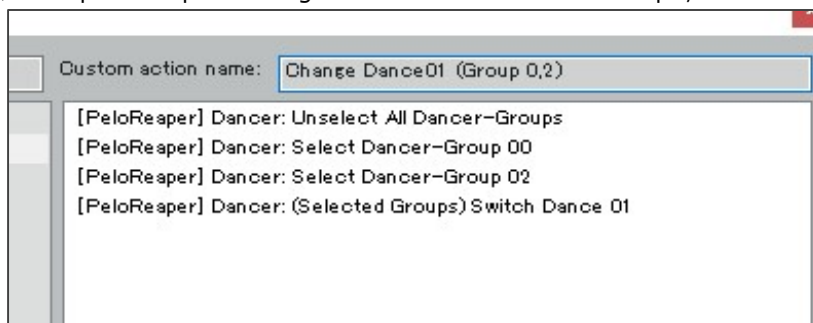 Custom action name: Change Dance01 (Group 0,2)
[PeloReaper] Dancer: Unselect All Dancer-Groups
[PeloReaper] Dancer: Select Dancer-Group 00
[PeloReaper] Dancer: Select Dancer-Group 02
[PeloReaper] Dancer: (Selected Groups) Switch Dance 01